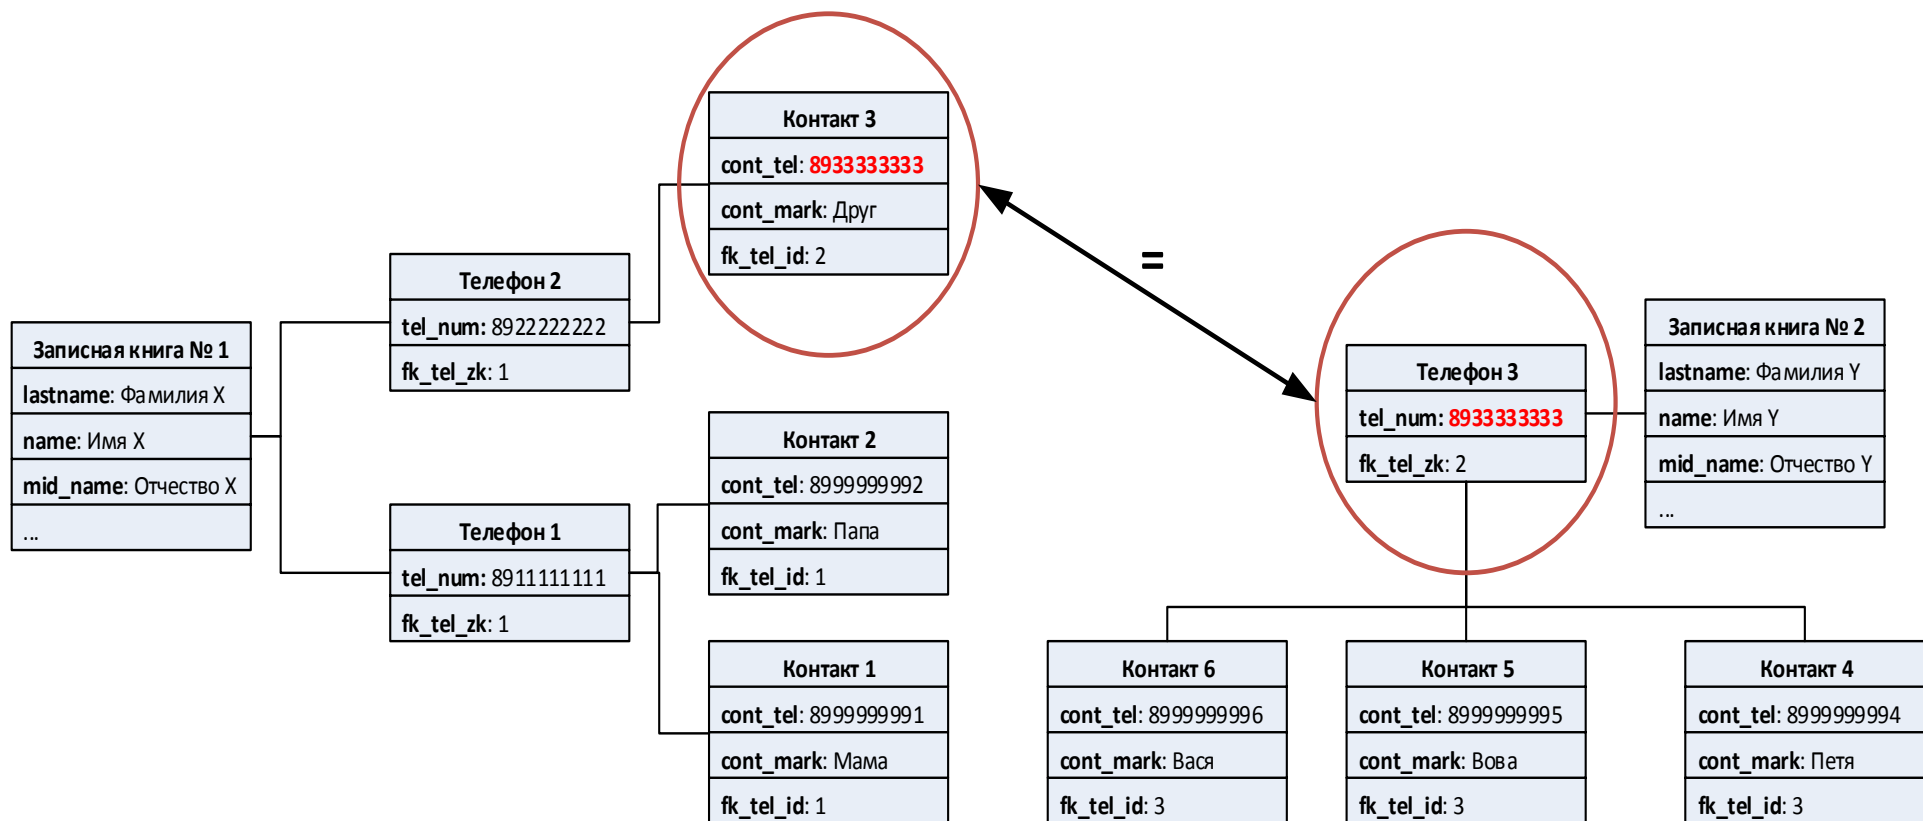 Контакт 3
cont_tel: 8933333333
cont_mark: Друг
fk_tel_id: 2
=
Телефон 2
tel_num: 8922222222
fk_tel_zk: 1
Записная книга № 1
lastname: Фамилия X
name: Имя X
mid_name: Отчество X
...
Телефон 1
tel_num: 8911111111
fk_tel_zk: 1
Контакт 2
cont_tel: 8999999992
cont_mark: Папа
fk_tel_id: 1
Контакт 1
cont_tel: 8999999991
cont_mark: Мама
fk_tel_id: 1
Телефон 3
tel_num: 8933333333
fk_tel_zk: 2
Записная книга № 2
lastname: Фамилия Y
name: Имя Y
mid_name: Отчество Y
...
Контакт 6
cont_tel: 8999999996
cont_mark: Вася
fk_tel_id: 3
Контакт 5
cont_tel: 8999999995
cont_mark: Вова
fk_tel_id: 3
Контакт 4
cont_tel: 8999999994
cont_mark: Петя
fk_tel_id: 3